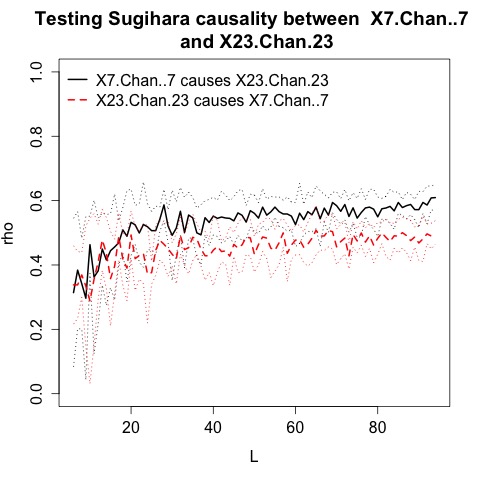 Testing Sugihara causality between  X7.Chan..7
and X23.Chan.23
X7.Chan..7 causes X23.Chan.23
X23.Chan.23 causes X7.Chan..7
rho
1.0
0.8
0.6
0.4
0.2
0.0
20 40 60 80
L